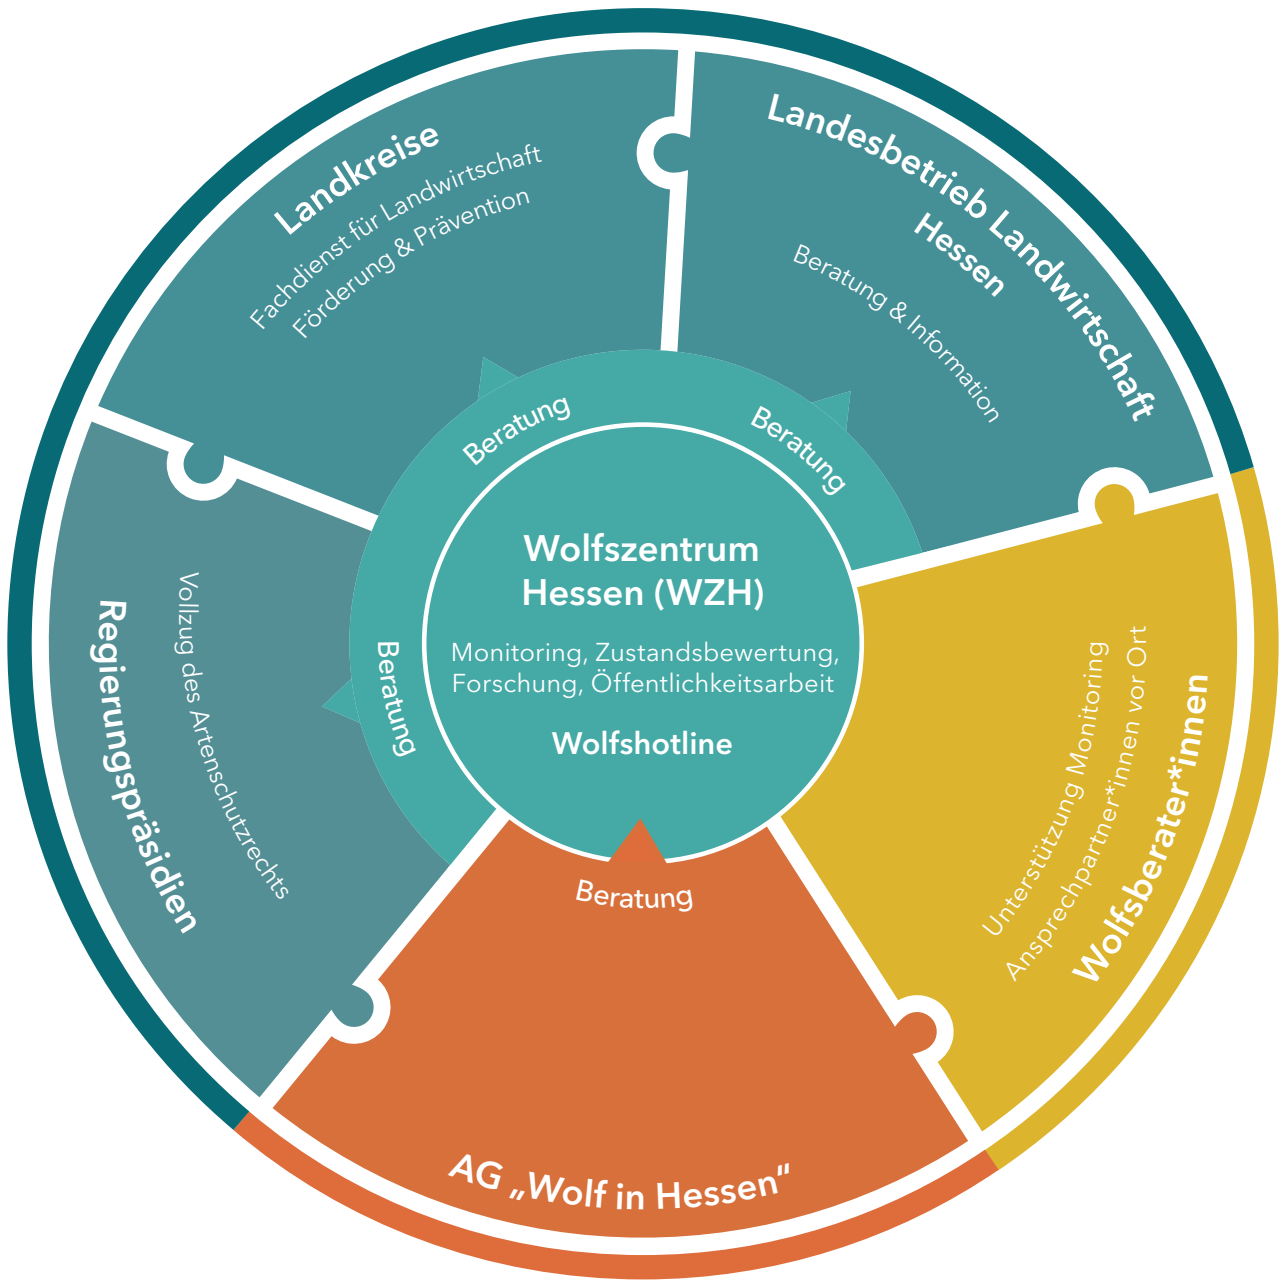 Landkreise
Fachdienst für Landwirtschaft
Förderung & Prävention
Landesbetrieb Landwirtschaft
Hessen
Beratung & Information
Beratung
Beratung
Beratung
Wolfszentrum
Hessen (WZH)
Monitoring, Zustandsbewertung,
Forschung, Öffentlichkeitsarbeit
Wolfshotline
Regierungspräsidien
Vollzug des Artenschutzrechts
Unterstützung Monitoring
Ansprechpartner*innen vor Ort
Wolfsberater*innen
Beratung
AG „Wolf in Hessen“